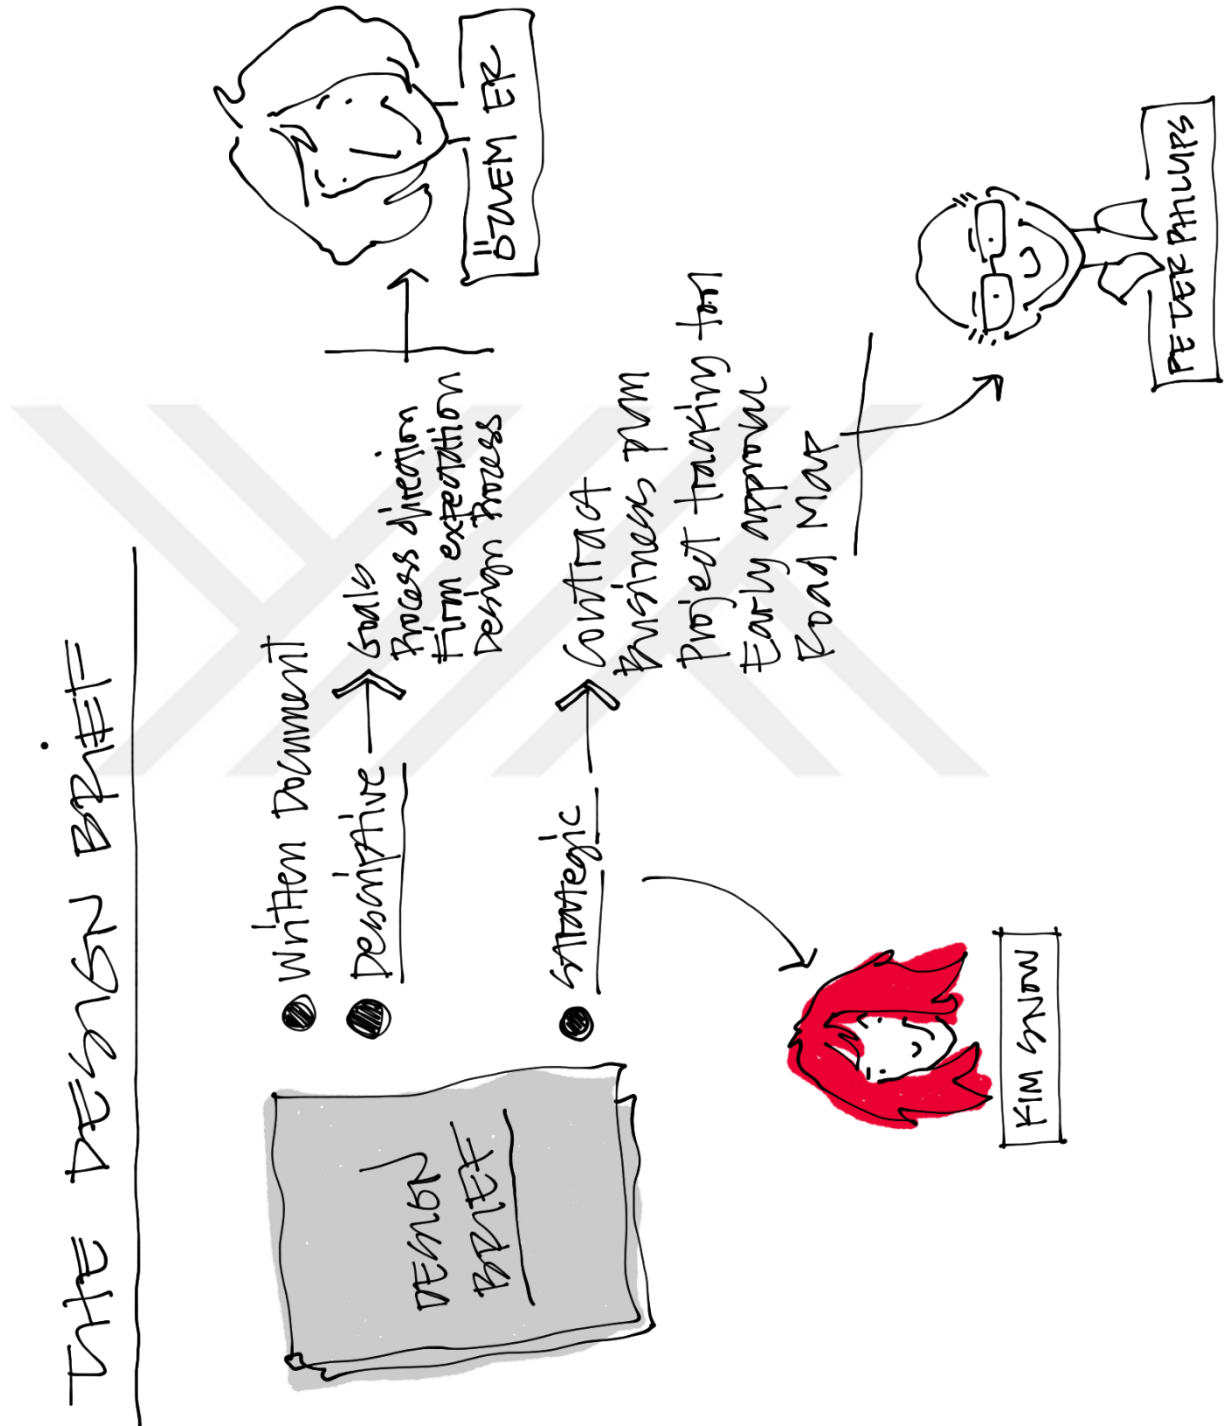 THE DESIGN BRIEF
DESIGN
BRIEF
Written Document
Descriptive
Goals
Process direction
Firm expectation
Design Process
ÖZLEM ER
Strategic
Contract
Business plan
Project tracking tool
Early approval
Road Map
KIM SNOW
PETER PHILLIPS